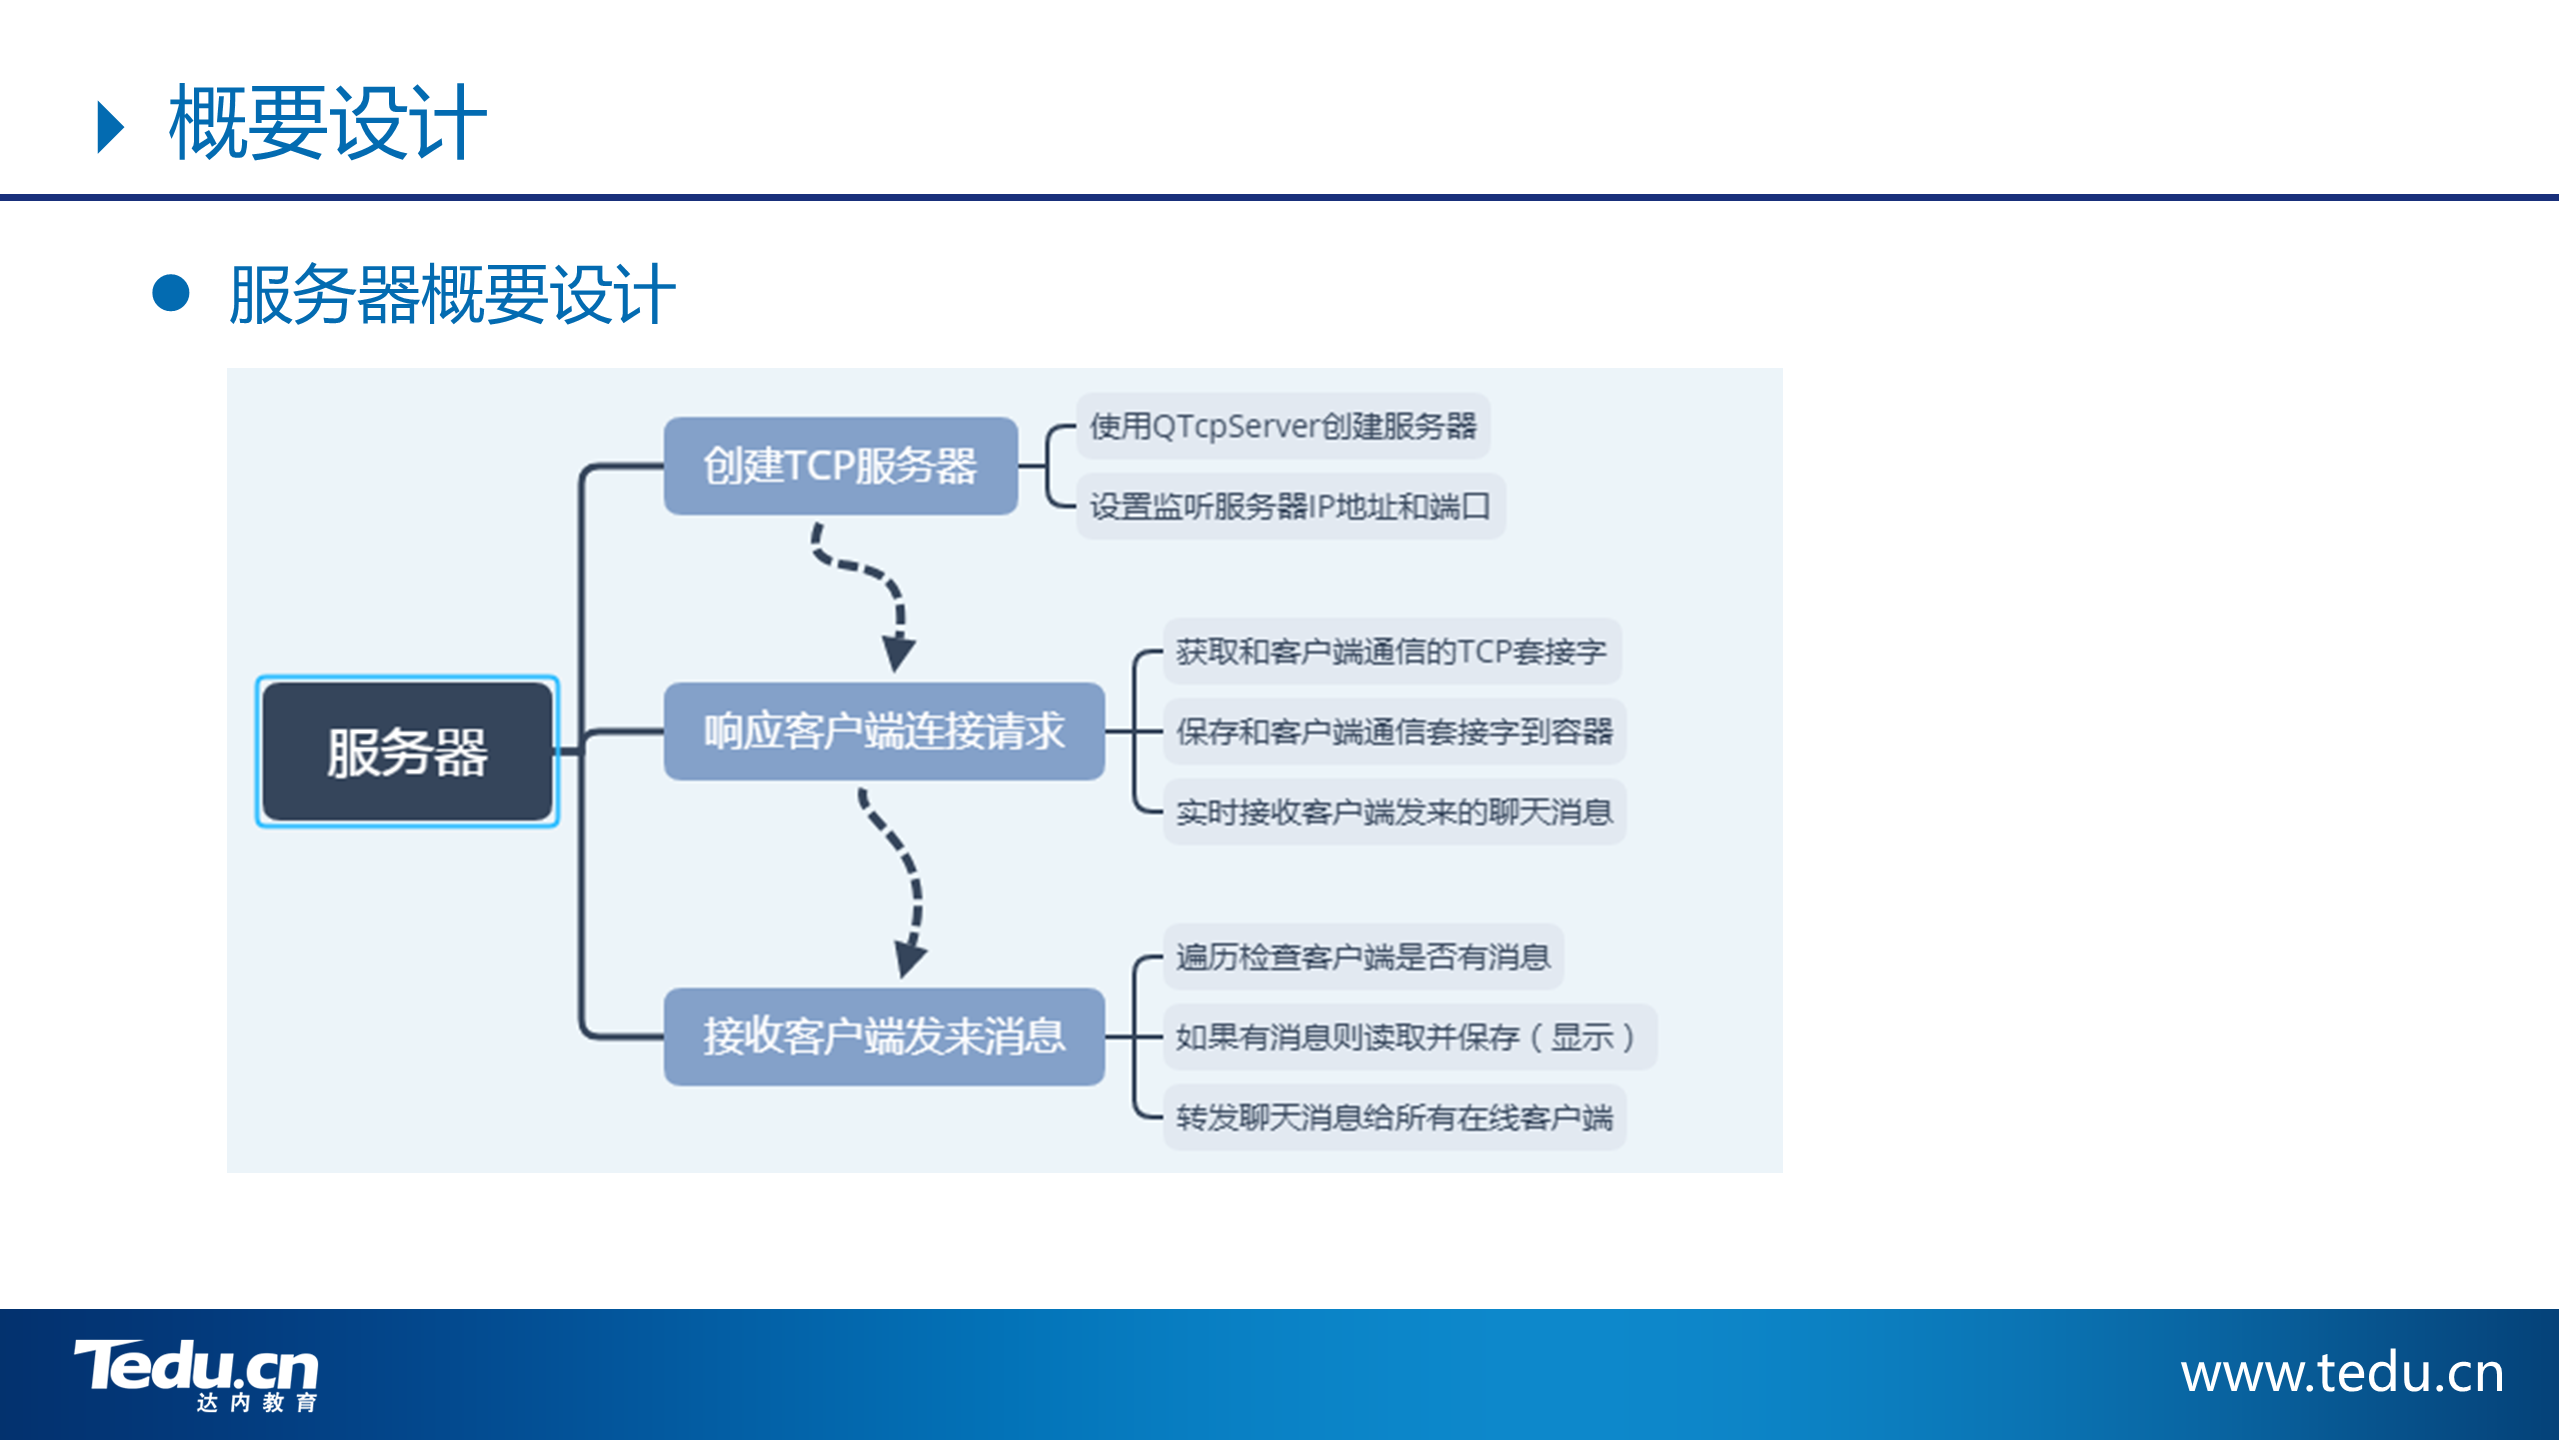 概要设计
服务器概要设计
服务器
创建TCP服务器
使用QTcpServer创建服务器
设置监听服务器IP地址和端口
响应客户端连接请求
获取和客户端通信的TCP套接字
保存和客户端通信套接字到容器
实时接收客户端发来的聊天消息
接收客户端发来消息
遍历检查客户端是否有消息
如果有消息则读取并保存（显示）
转发聊天消息给所有在线客户端
Tedu.cn
达内教育
www.tedu.cn